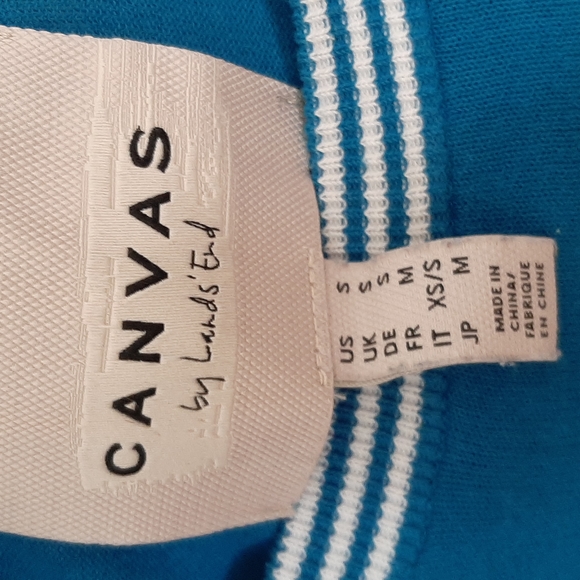 CANVAS
by Lands' End
US S
UK S
DE S
FR M
IT XS/S
JP M
MADE IN
CHINA/
FABRIQUE
EN CHINE